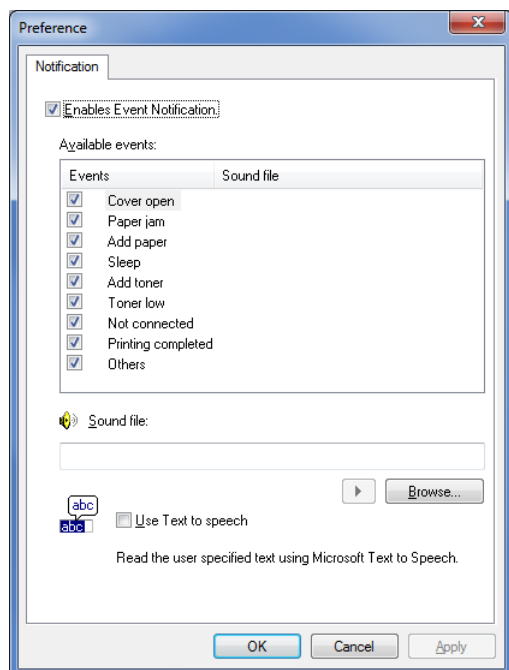 Preference
Notification
Enables Event Notification.
Available events:
Events Sound file
Cover open
Paper jam
Add paper
Sleep
Add toner
Toner low
Not connected
Printing completed
Others
Sound file:
Browse...
abc
abc
Use Text to speech
Read the user specified text using Microsoft Text to Speech.
OK Cancel Apply